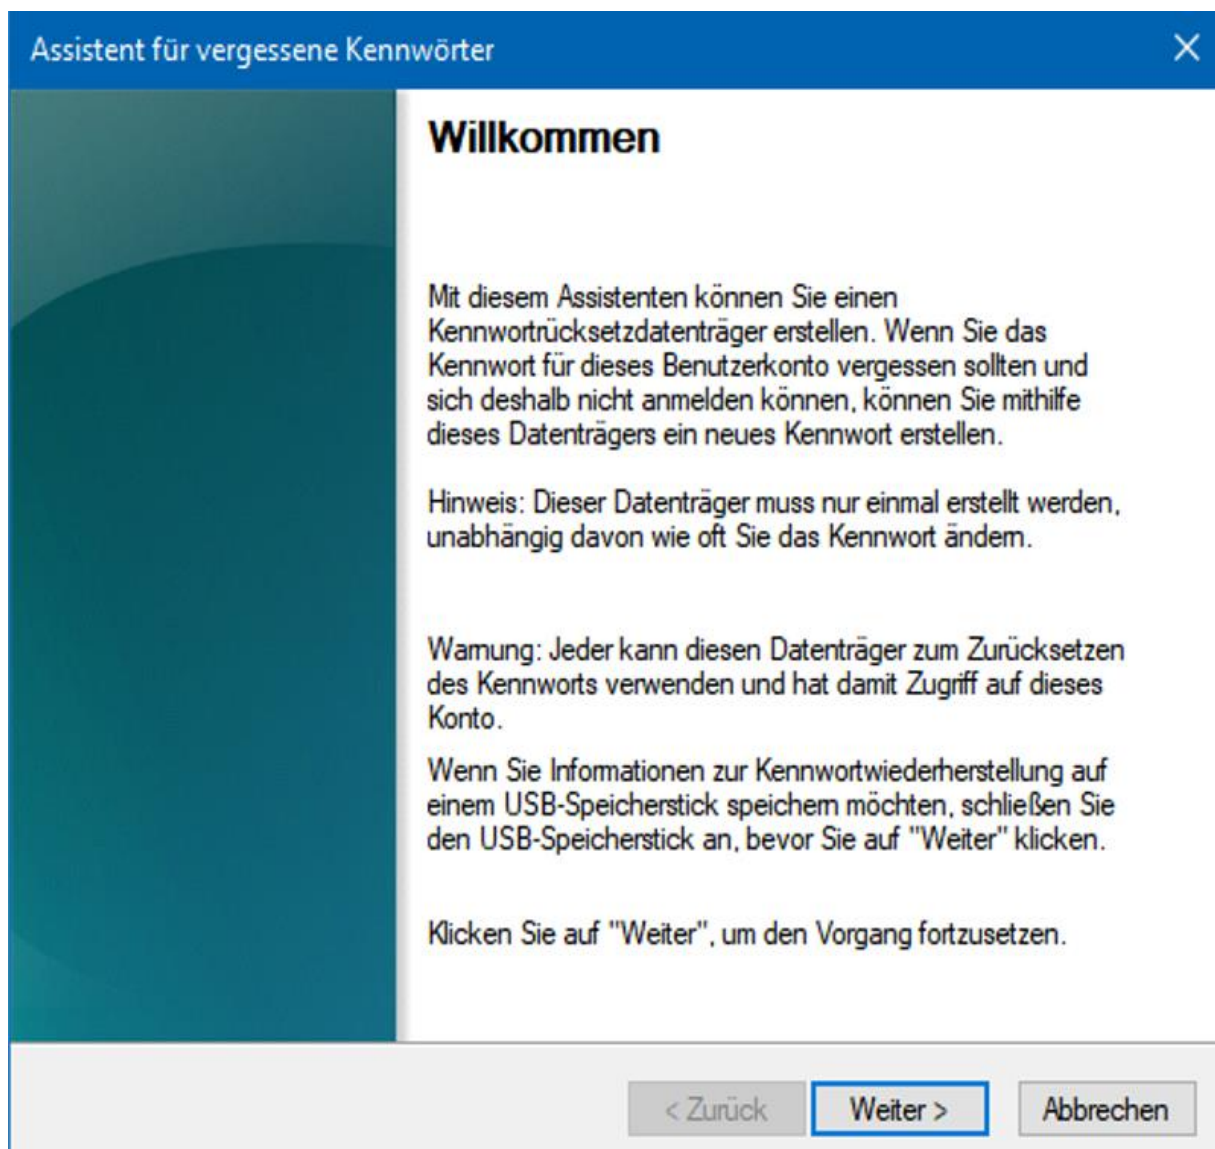 Assistent für vergessene Kennwörter
Willkommen
Mit diesem Assistenten können Sie einen
Kennwortrücksetzdatenträger erstellen. Wenn Sie das
Kennwort für dieses Benutzerkonto vergessen sollten und
sich deshalb nicht anmelden können, können Sie mithilfe
dieses Datenträgers ein neues Kennwort erstellen.
Hinweis: Dieser Datenträger muss nur einmal erstellt werden,
unabhängig davon wie oft Sie das Kennwort ändern.
Warnung: Jeder kann diesen Datenträger zum Zurücksetzen
des Kennworts verwenden und hat damit Zugriff auf dieses
Konto.
Wenn Sie Informationen zur Kennwortwiederherstellung auf
einem USB-Speicherstick speichern möchten, schließen Sie
den USB-Speicherstick an, bevor Sie auf "Weiter" klicken.
Klicken Sie auf "Weiter", um den Vorgang fortzusetzen.
< Zurück Weiter > Abbrechen